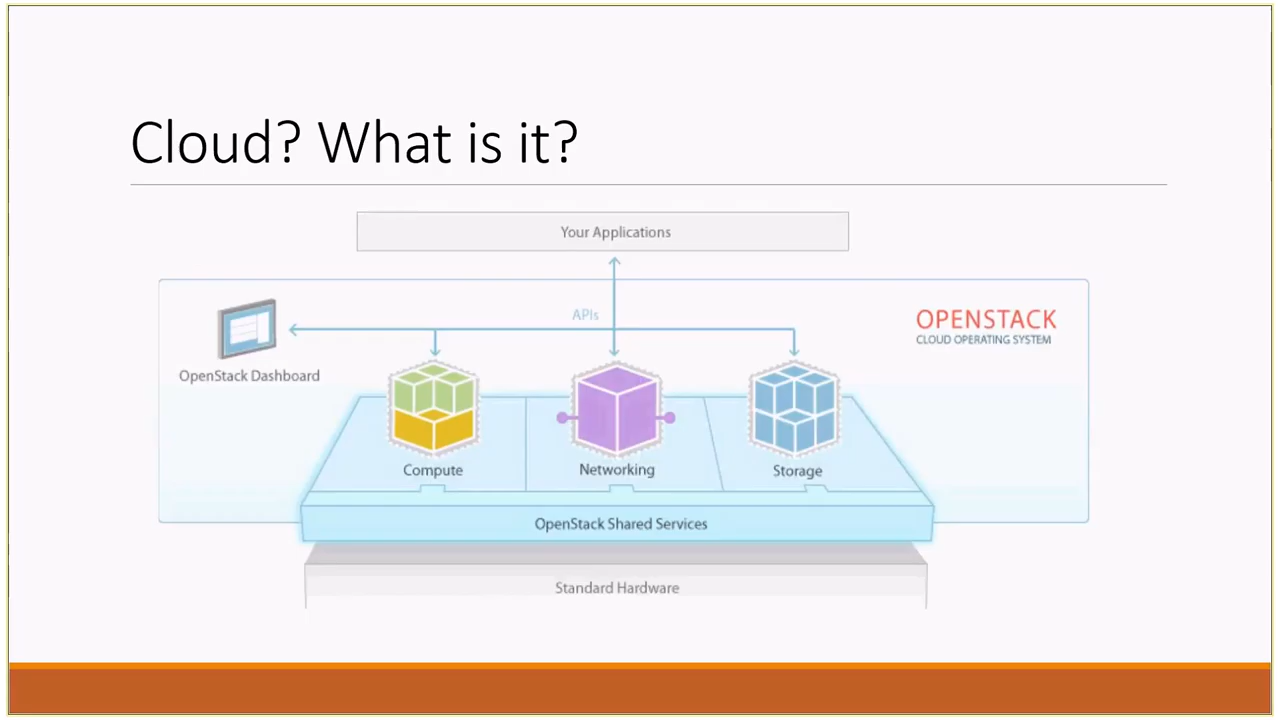 Cloud? What is it?
Your Applications
APIs
OPENSTACK
CLOUD OPERATING SYSTEM
OpenStack Dashboard
Compute
Networking
Storage
OpenStack Shared Services
Standard Hardware